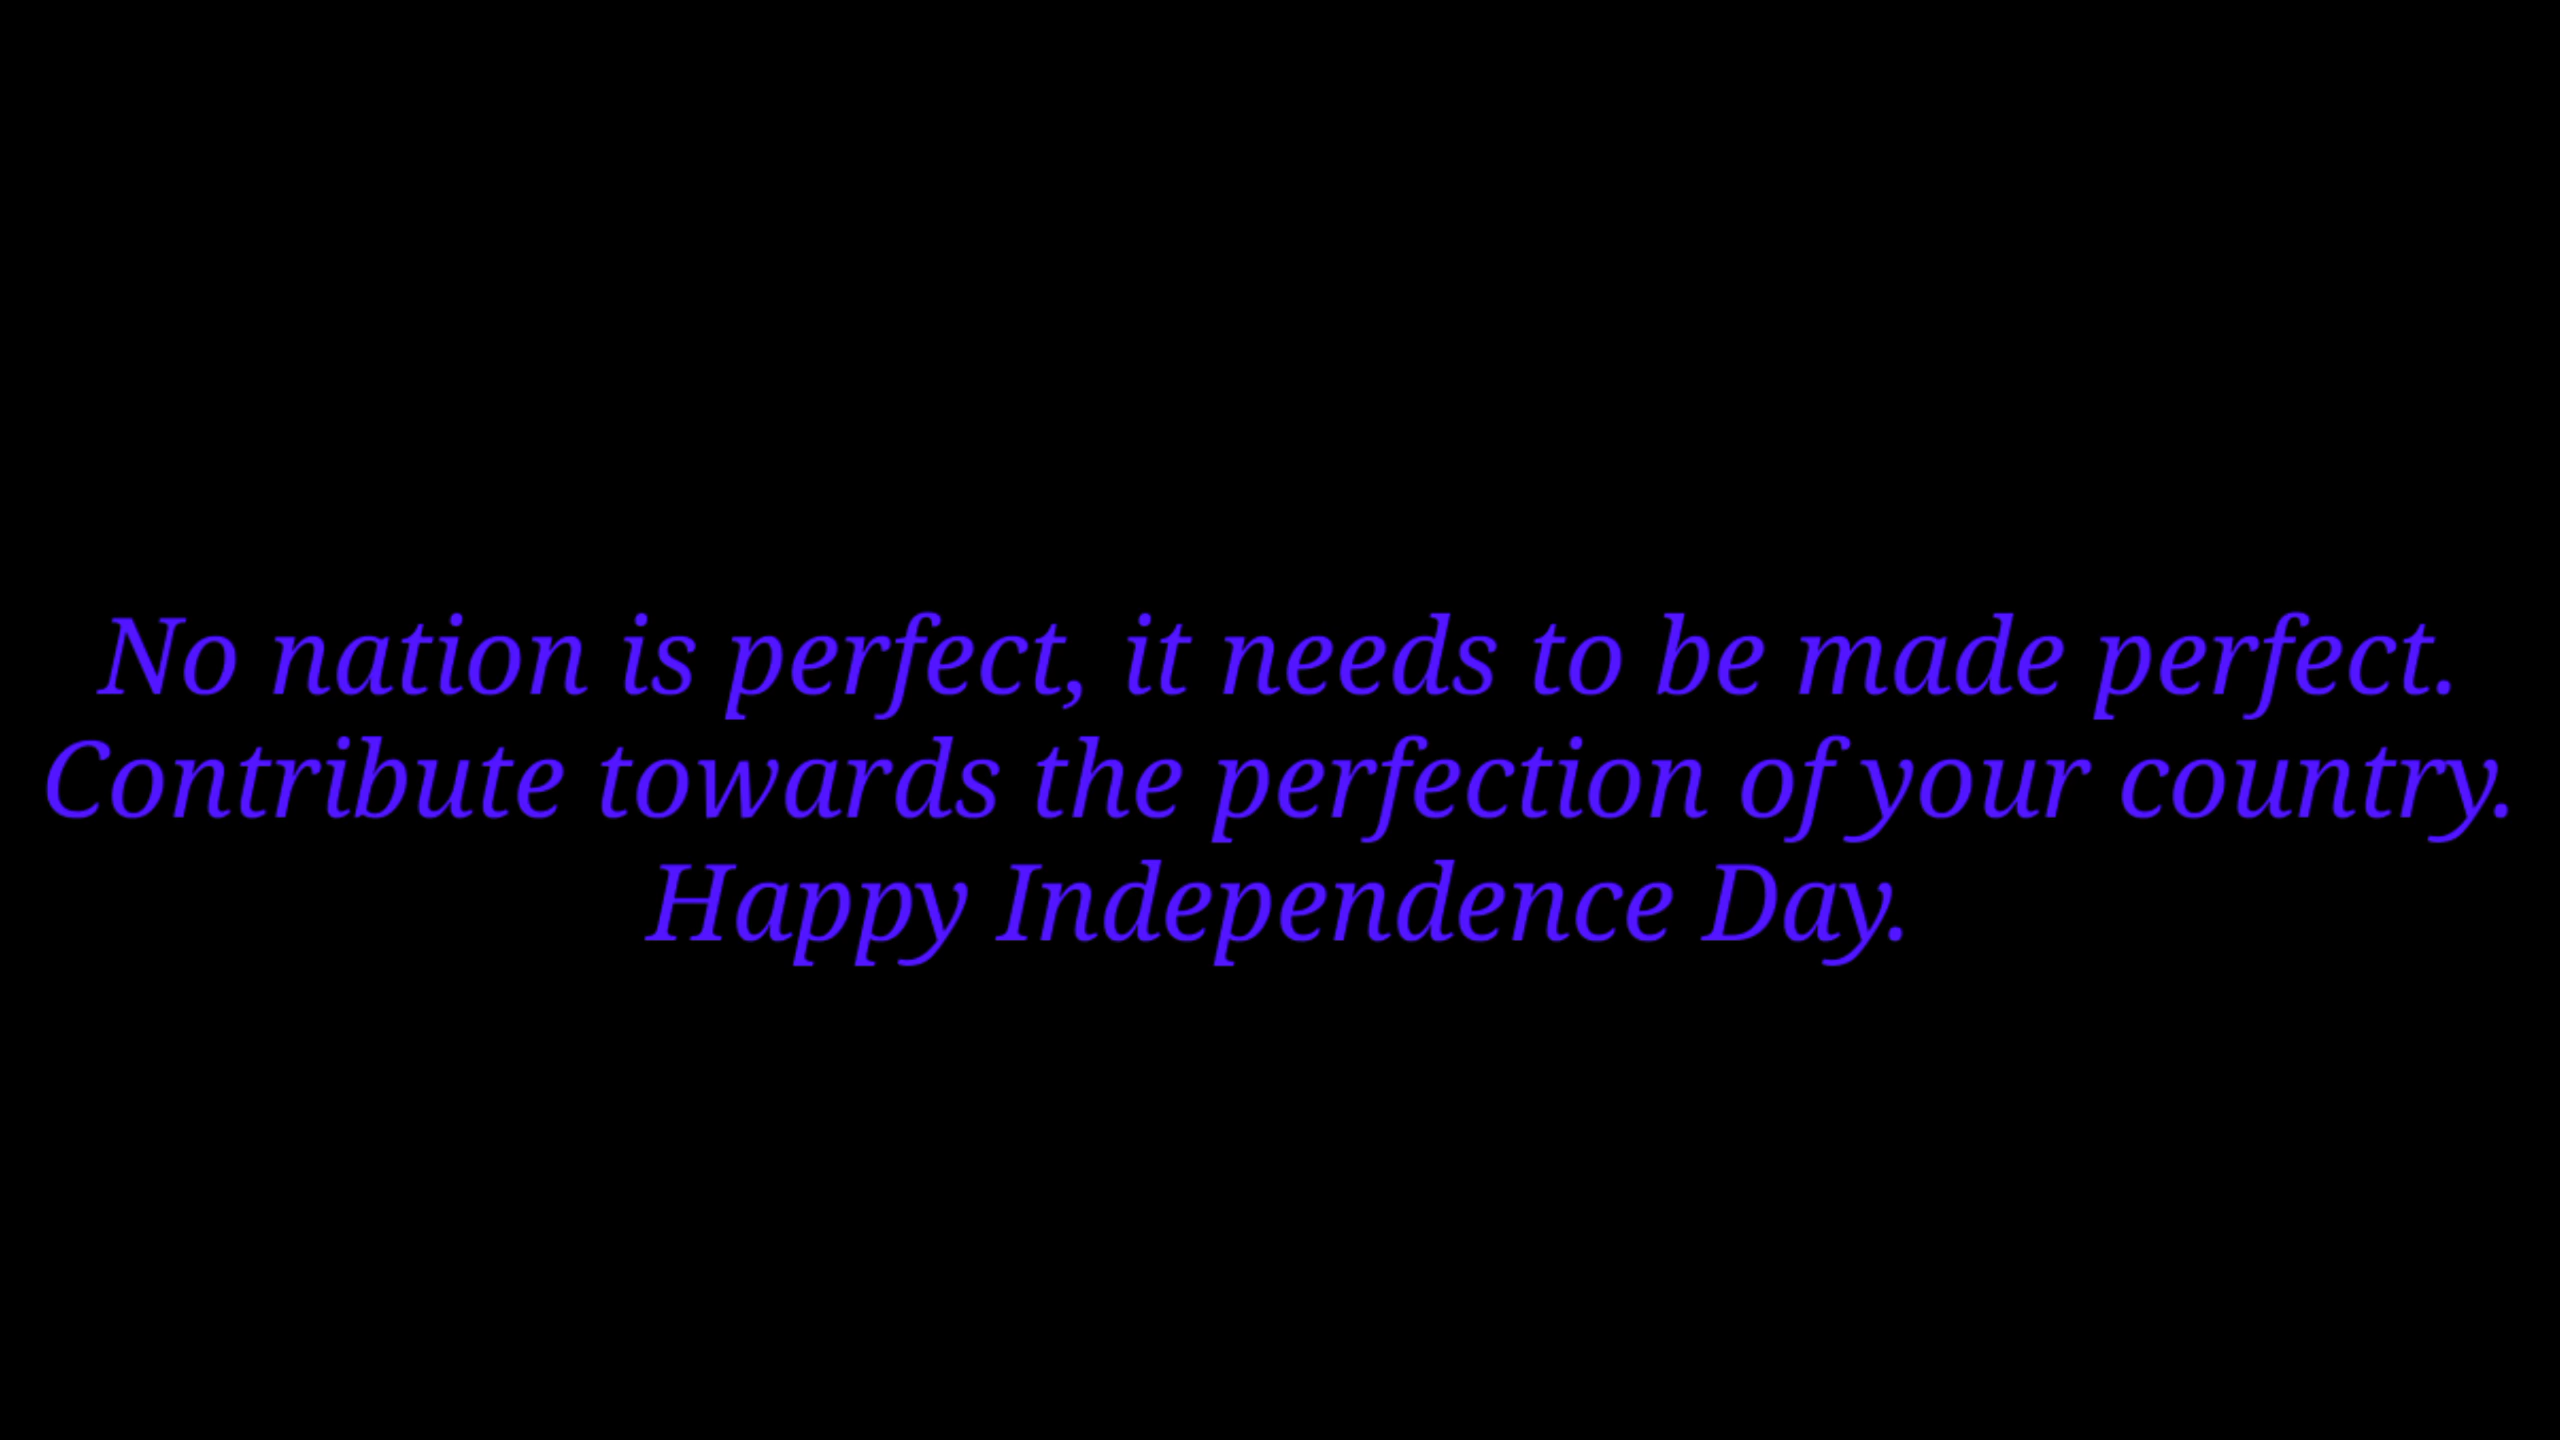 No nation is perfect, it needs to be made perfect.
Contribute towards the perfection of your country.
Happy Independence Day.